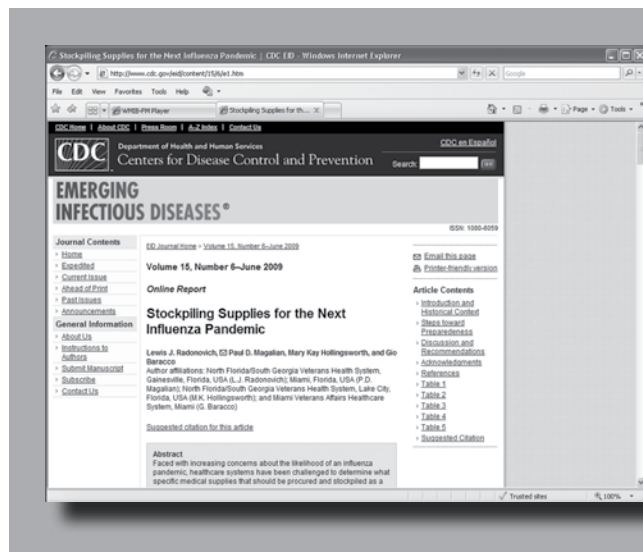 Stockpiling Supplies for the Next Influenza Pandemic | CDC EID - Windows Internet Explorer
http://www.cdc.gov/eid/content/15/6/e1.htm
Google
File Edit View Favorites Tools Help
WMBB-FM Player
Stockpiling Supplies for th...
Page
Tools
CDC Home | About CDC | Press Room | A-Z Index | Contact Us
CDC
Department of Health and Human Services
Centers for Disease Control and Prevention
CDC en Español
Search:
EMERGING
INFECTIOUS DISEASES®
ISSN: 1080-6059
Journal Contents
Home
Expedited
Current Issue
Ahead of Print
Past Issues
Announcements
General Information
About Us
Instructions to
Authors
Submit Manuscript
Subscribe
Contact Us
EID Journal Home > Volume 15, Number 6–June 2009
Volume 15, Number 6–June 2009
Online Report
Stockpiling Supplies for the Next
Influenza Pandemic
Lewis J. Radonovich, Paul D. Magalian, Mary Kay Hollingsworth, and Gio
Baracco
Author affiliations: North Florida/South Georgia Veterans Health System,
Gainesville, Florida, USA (L.J. Radonovich); Miami, Florida, USA (P.D.
Magalian); North Florida/South Georgia Veterans Health System, Lake City,
Florida, USA (M.K. Hollingsworth); and Miami Veterans Affairs Healthcare
System, Miami (G. Baracco)
Suggested citation for this article
Abstract
Faced with increasing concerns about the likelihood of an influenza
pandemic, healthcare systems have been challenged to determine what
specific medical supplies that should be procured and stockpiled as a
Email this page
Printer-friendly version
Article Contents
Introduction and
Historical Context
Steps toward
Preparedness
Discussion and
Recommendations
Acknowledgments
References
Table 1
Table 2
Table 3
Table 4
Table 5
Suggested Citation
Trusted sites
100%